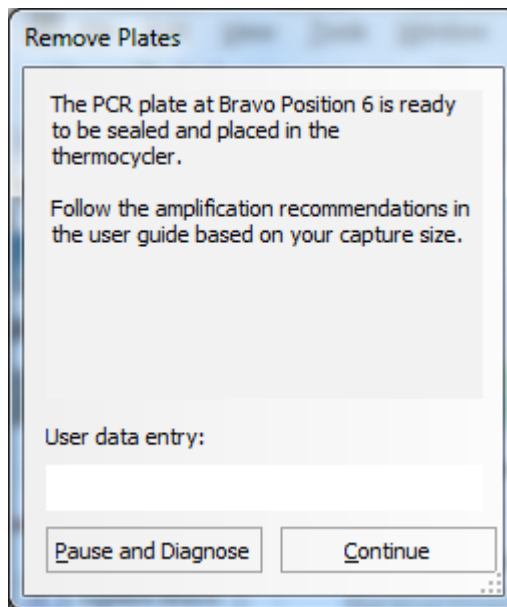 Remove Plates
The PCR plate at Bravo Position 6 is ready
to be sealed and placed in the
thermocycler.
Follow the amplification recommendations in
the user guide based on your capture size.
User data entry:
Pause and Diagnose
Continue